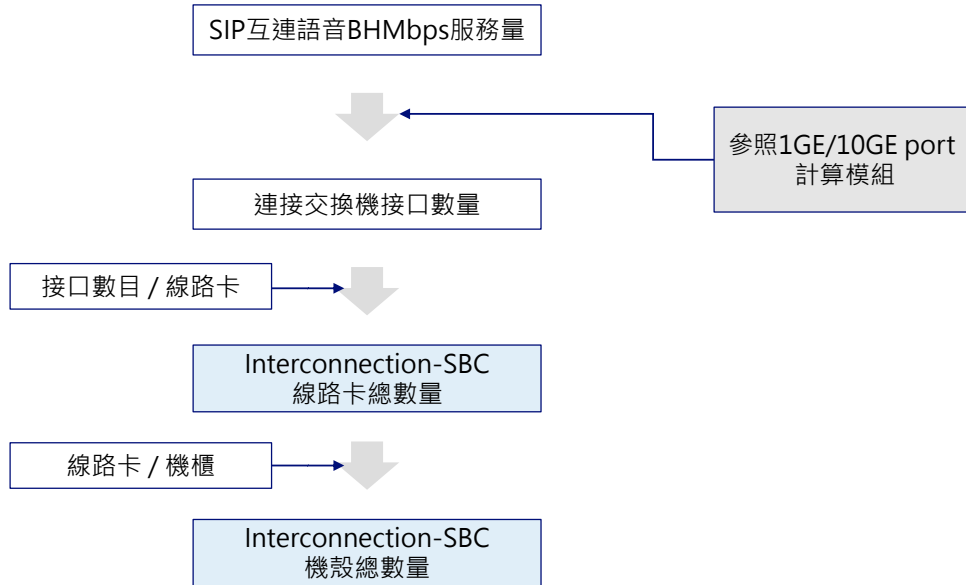 SIP互連語音BHMbps服務量
參照1GE/10GE port
計算模組
連接交換機接口數量
接口數目 / 線路卡
Interconnection-SBC
線路卡總數量
線路卡 / 機櫃
Interconnection-SBC
機殼總數量